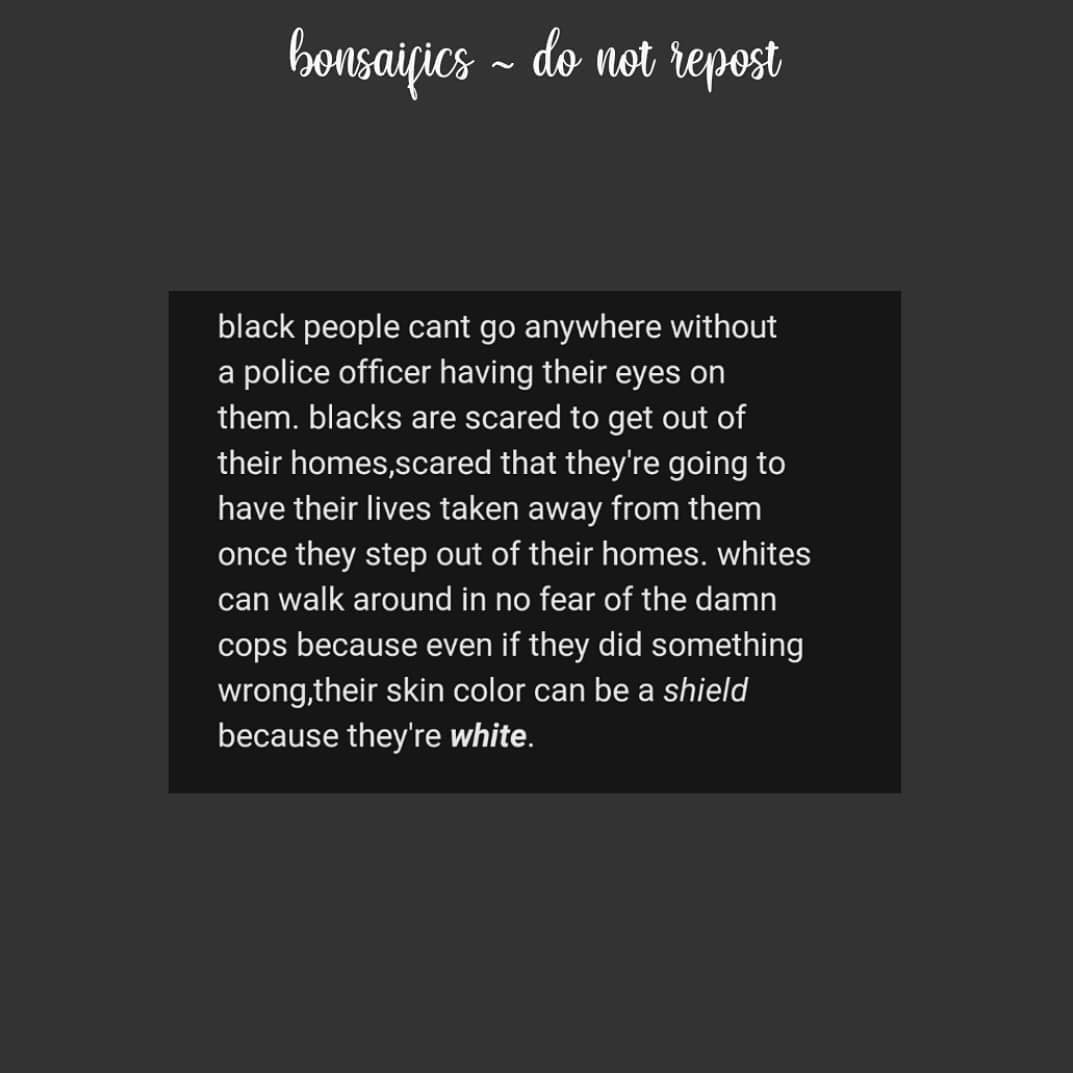 bonsaifics ~ do not repost
black people cant go anywhere without
a police officer having their eyes on
them. blacks are scared to get out of
their homes,scared that they're going to
have their lives taken away from them
once they step out of their homes. whites
can walk around in no fear of the damn
cops because even if they did something
wrong,their skin color can be a shield
because they're white.